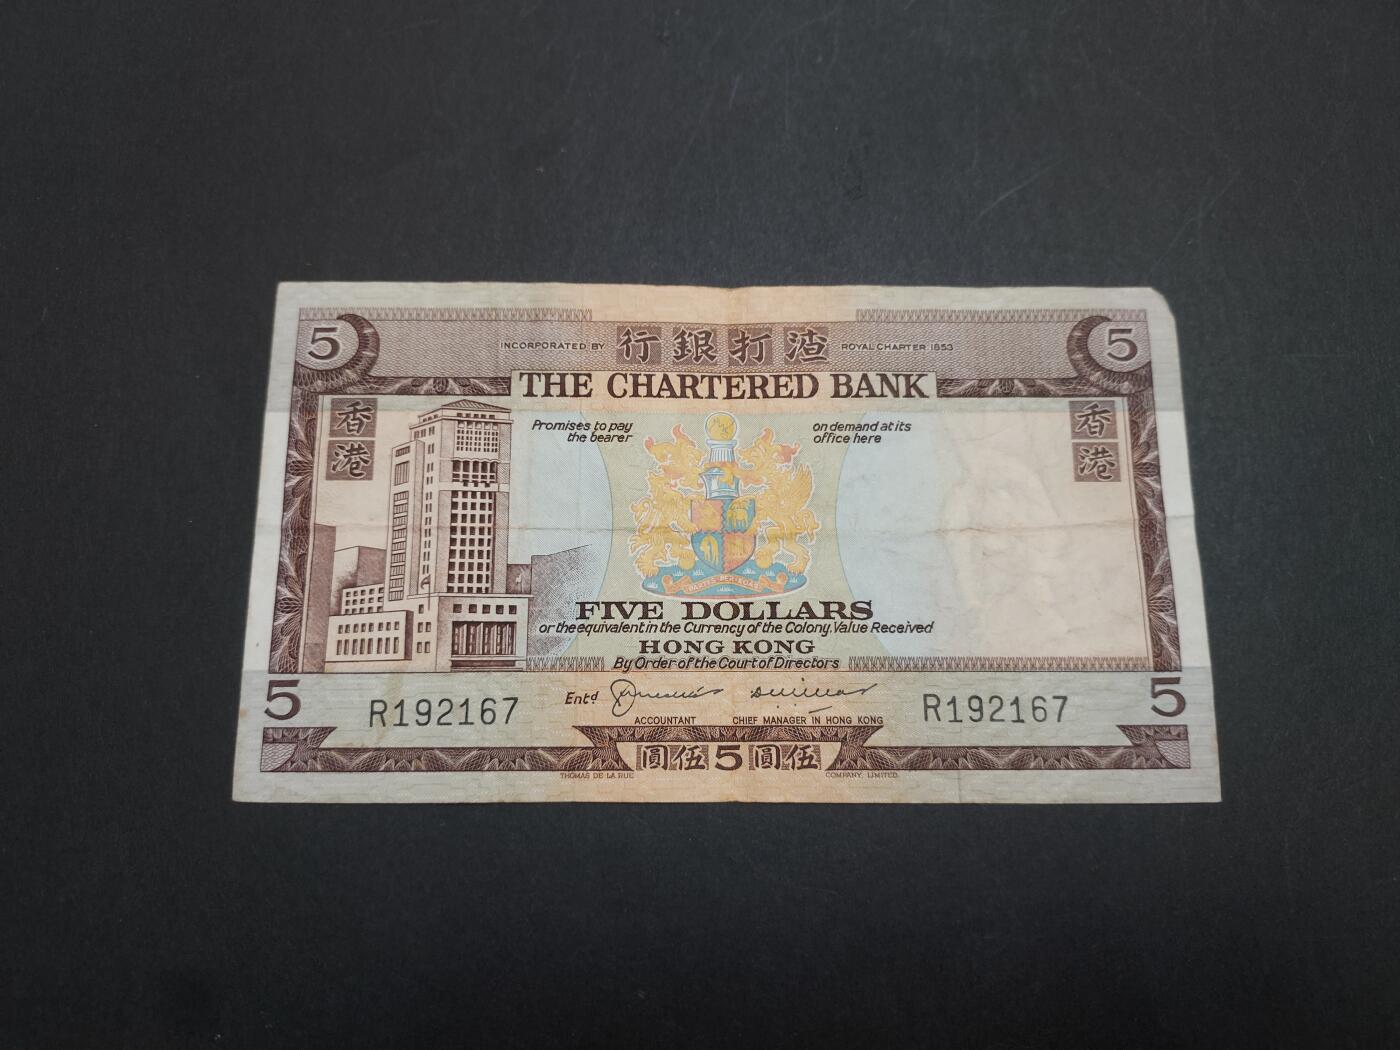 5 INCORPORATED BY 行銀打渣 ROYAL CHARTER 1853 5
THE CHARTERED BANK
香港
香港
Promises to pay the bearer
on demand at its office here
PARTES PER EOAS
FIVE DOLLARS
or the equivalent in the Currency of the Colony. Value Received
HONG KONG
By Order of the Court of Directors
5 R192167 Entd R192167 5
ACCOUNTANT CHIEF MANAGER IN HONG KONG
圓伍 5 圓伍
THOMAS DE LA RUE COMPANY, LIMITED.